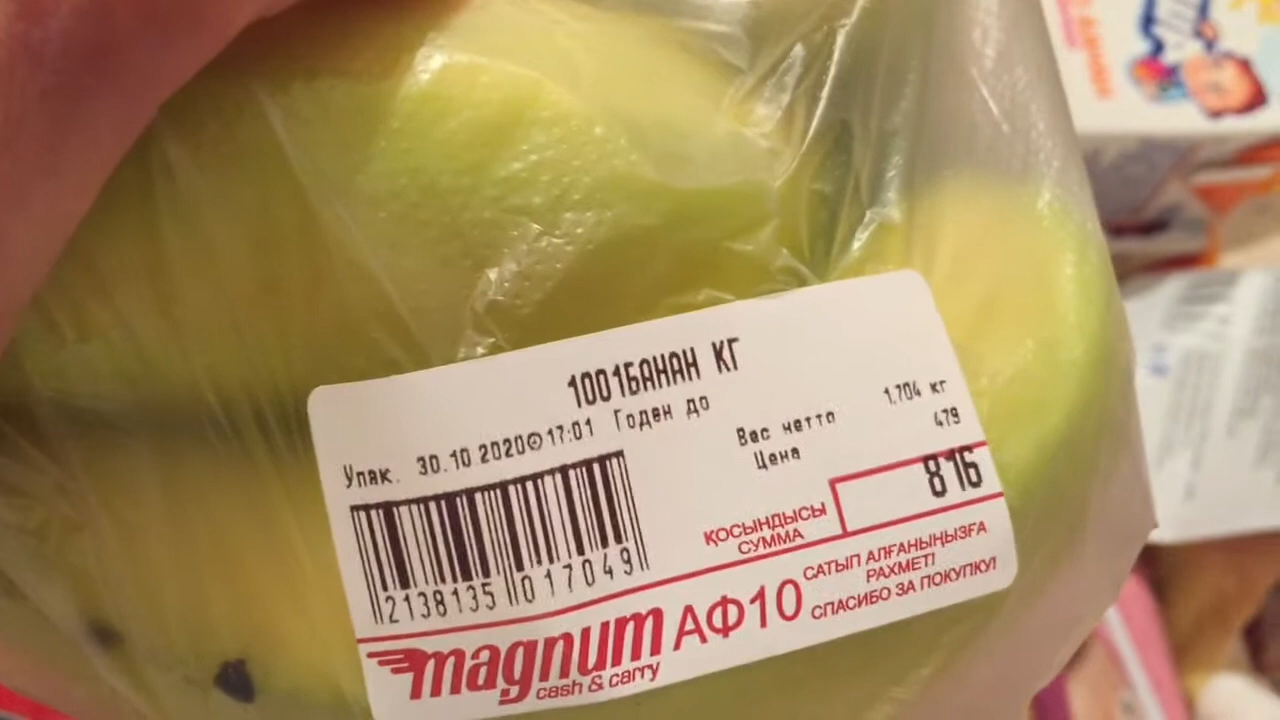 1001БАНАН КГ
Упак. 30.10.2020 17:01 Годен до
Вес нетто 1.704 кг
Цена 479
ҚОСЫНДЫСЫ
СУММА
816
2138135 017049
magnum
cash & carry
АФ10
САТЫП АЛҒАНЫҢЫЗҒА
РАХМЕТ!
СПАСИБО ЗА ПОКУПКУ!